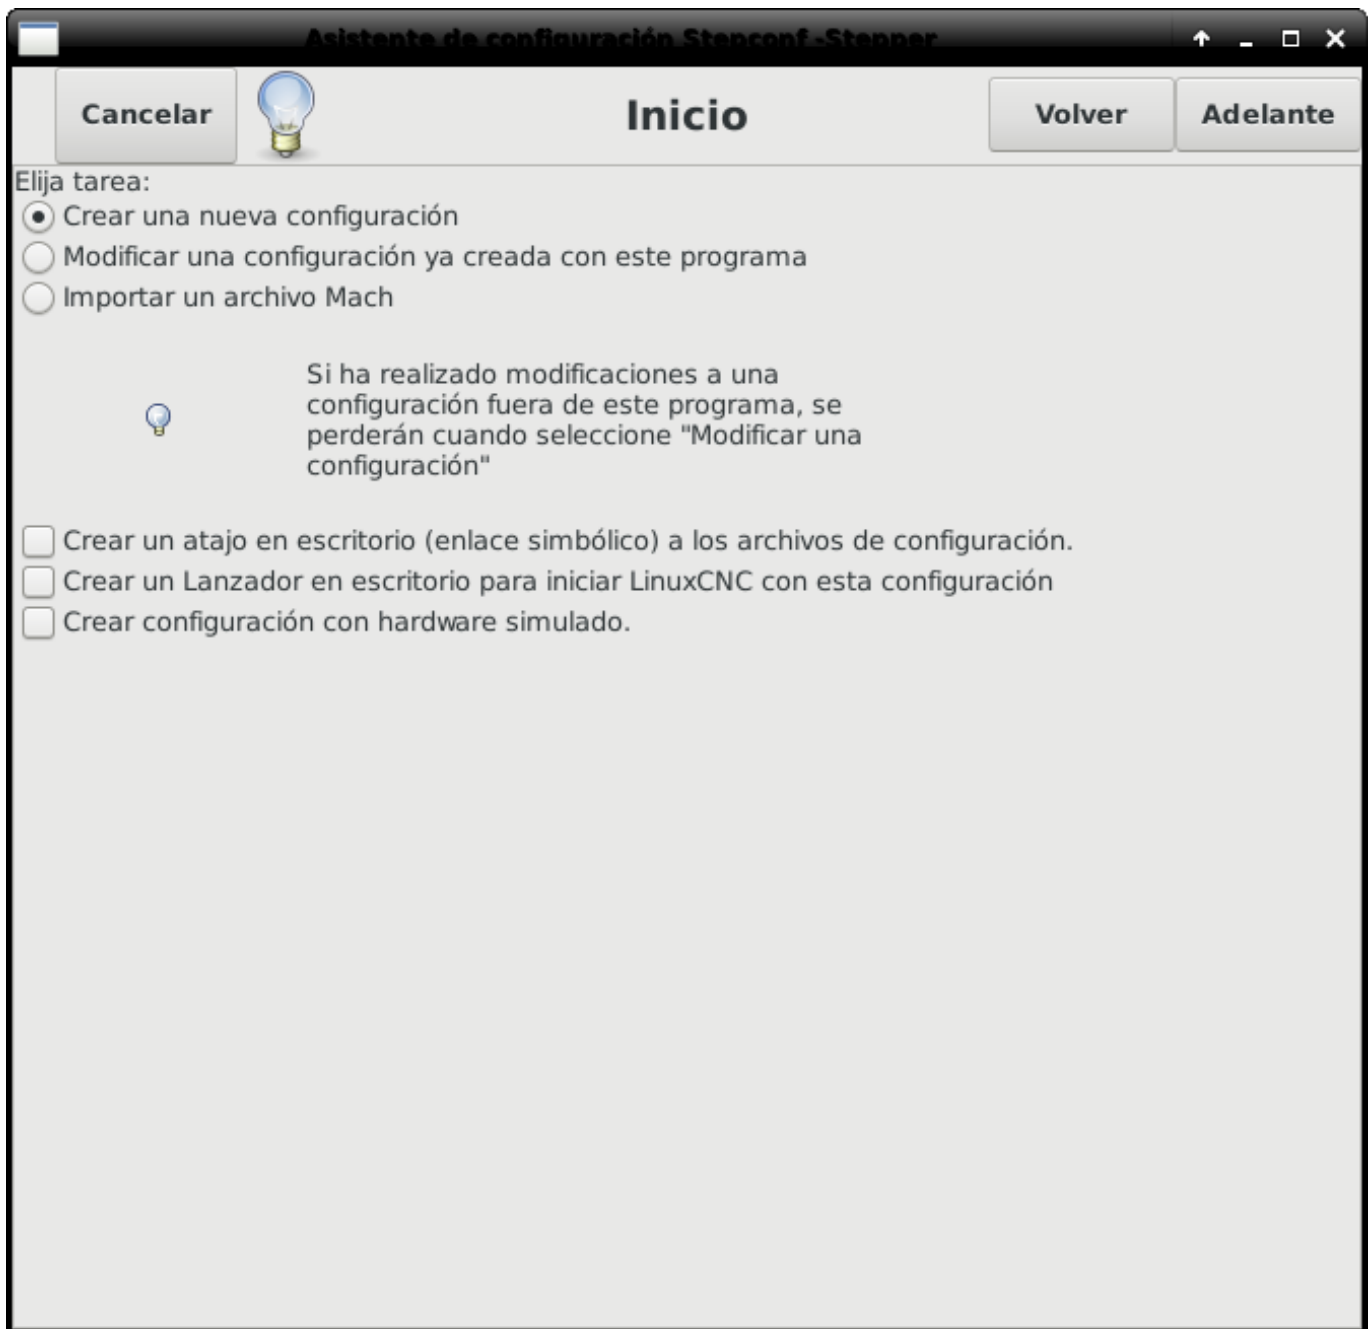 Asistente de configuración Stepconf -Stepper
Cancelar
Inicio
Volver
Adelante
Elija tarea:
Crear una nueva configuración
Modificar una configuración ya creada con este programa
Importar un archivo Mach
Si ha realizado modificaciones a una
configuración fuera de este programa, se
perderán cuando seleccione "Modificar una
configuración"
Crear un atajo en escritorio (enlace simbólico) a los archivos de configuración.
Crear un Lanzador en escritorio para iniciar LinuxCNC con esta configuración
Crear configuración con hardware simulado.